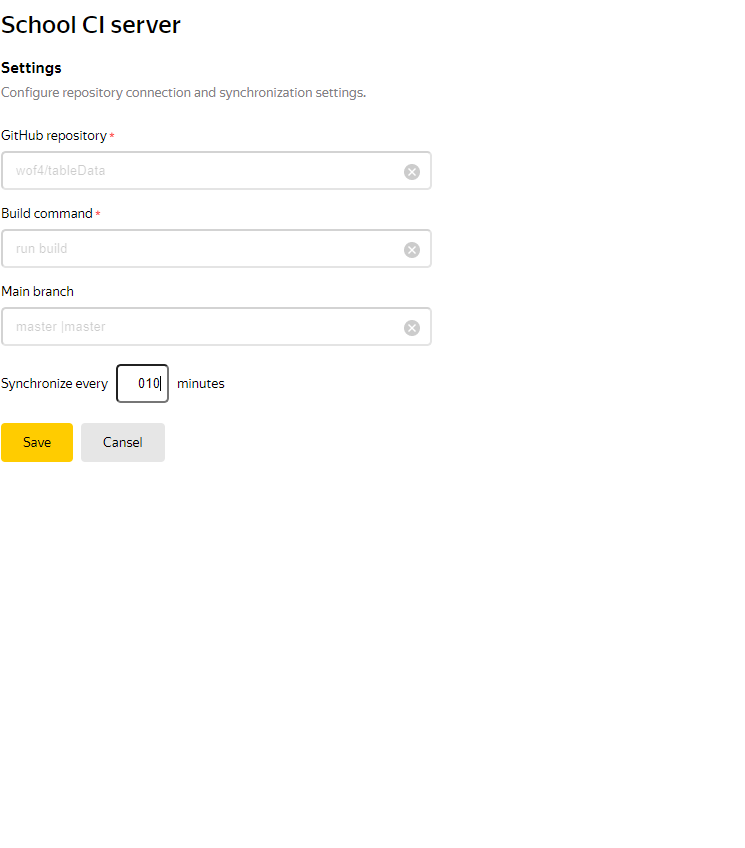 School CI server
Settings
Configure repository connection and synchronization settings.
GitHub repository *
wof4/tableData
Build command *
run build
Main branch
master |master
Synchronize every 010 minutes
Save Cansel